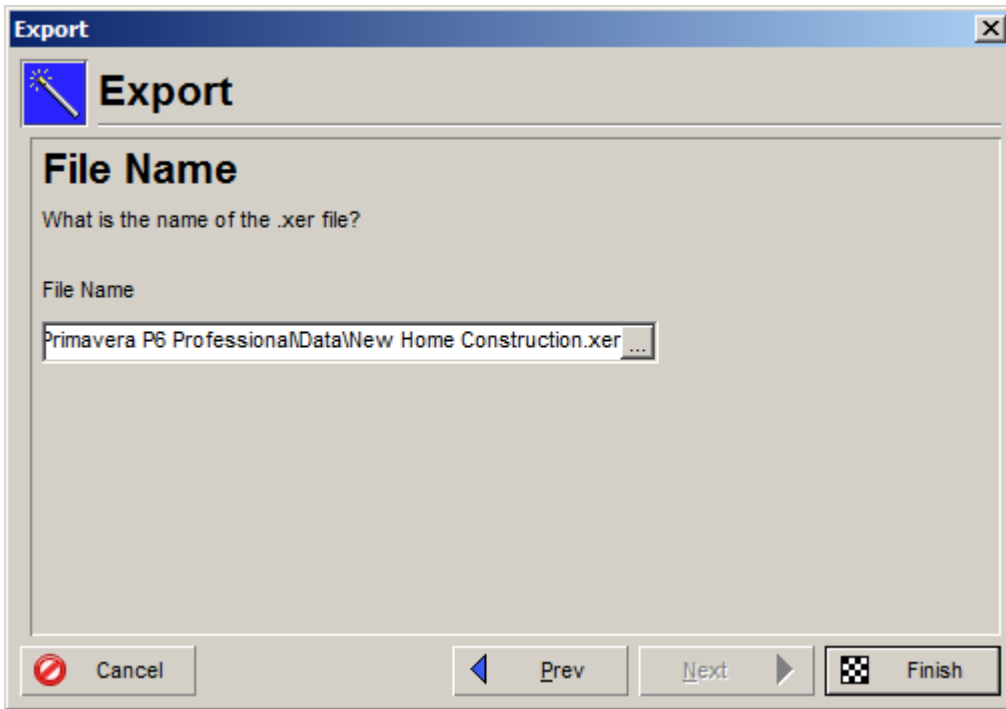 Export
Export
File Name
What is the name of the .xer file?
File Name
Primavera P6 Professional\Data\New Home Construction.xer ...
Cancel Prev Next Finish